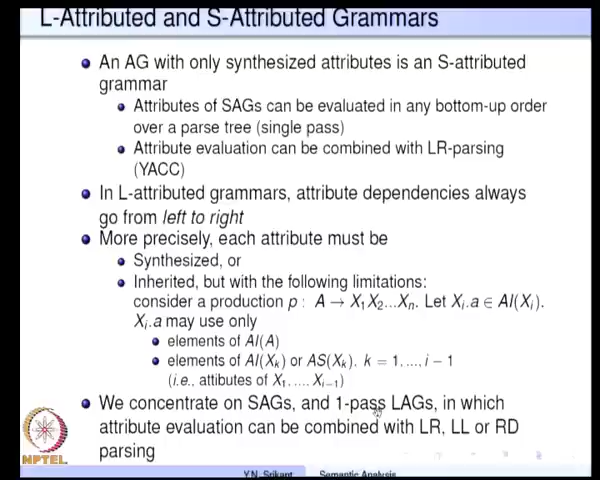 L-Attributed and S-Attributed Grammars
An AG with only synthesized attributes is an S-attributed
grammar
Attributes of SAGs can be evaluated in any bottom-up order
over a parse tree (single pass)
Attribute evaluation can be combined with LR-parsing
(YACC)
In L-attributed grammars, attribute dependencies always
go from left to right
More precisely, each attribute must be
Synthesized, or
Inherited, but with the following limitations:
consider a production p : A → X₁X₂...Xₙ. Let Xᵢ.a ∈ AI(Xᵢ).
Xᵢ.a may use only
elements of AI(A)
elements of AI(Xₖ) or AS(Xₖ), k = 1, ..., i − 1
(i.e., attibutes of X₁, ..., Xᵢ₋₁)
We concentrate on SAGs, and 1-pass LAGs, in which
attribute evaluation can be combined with LR, LL or RD
parsing
NPTEL
Y.N. Srikant Semantic Analysis